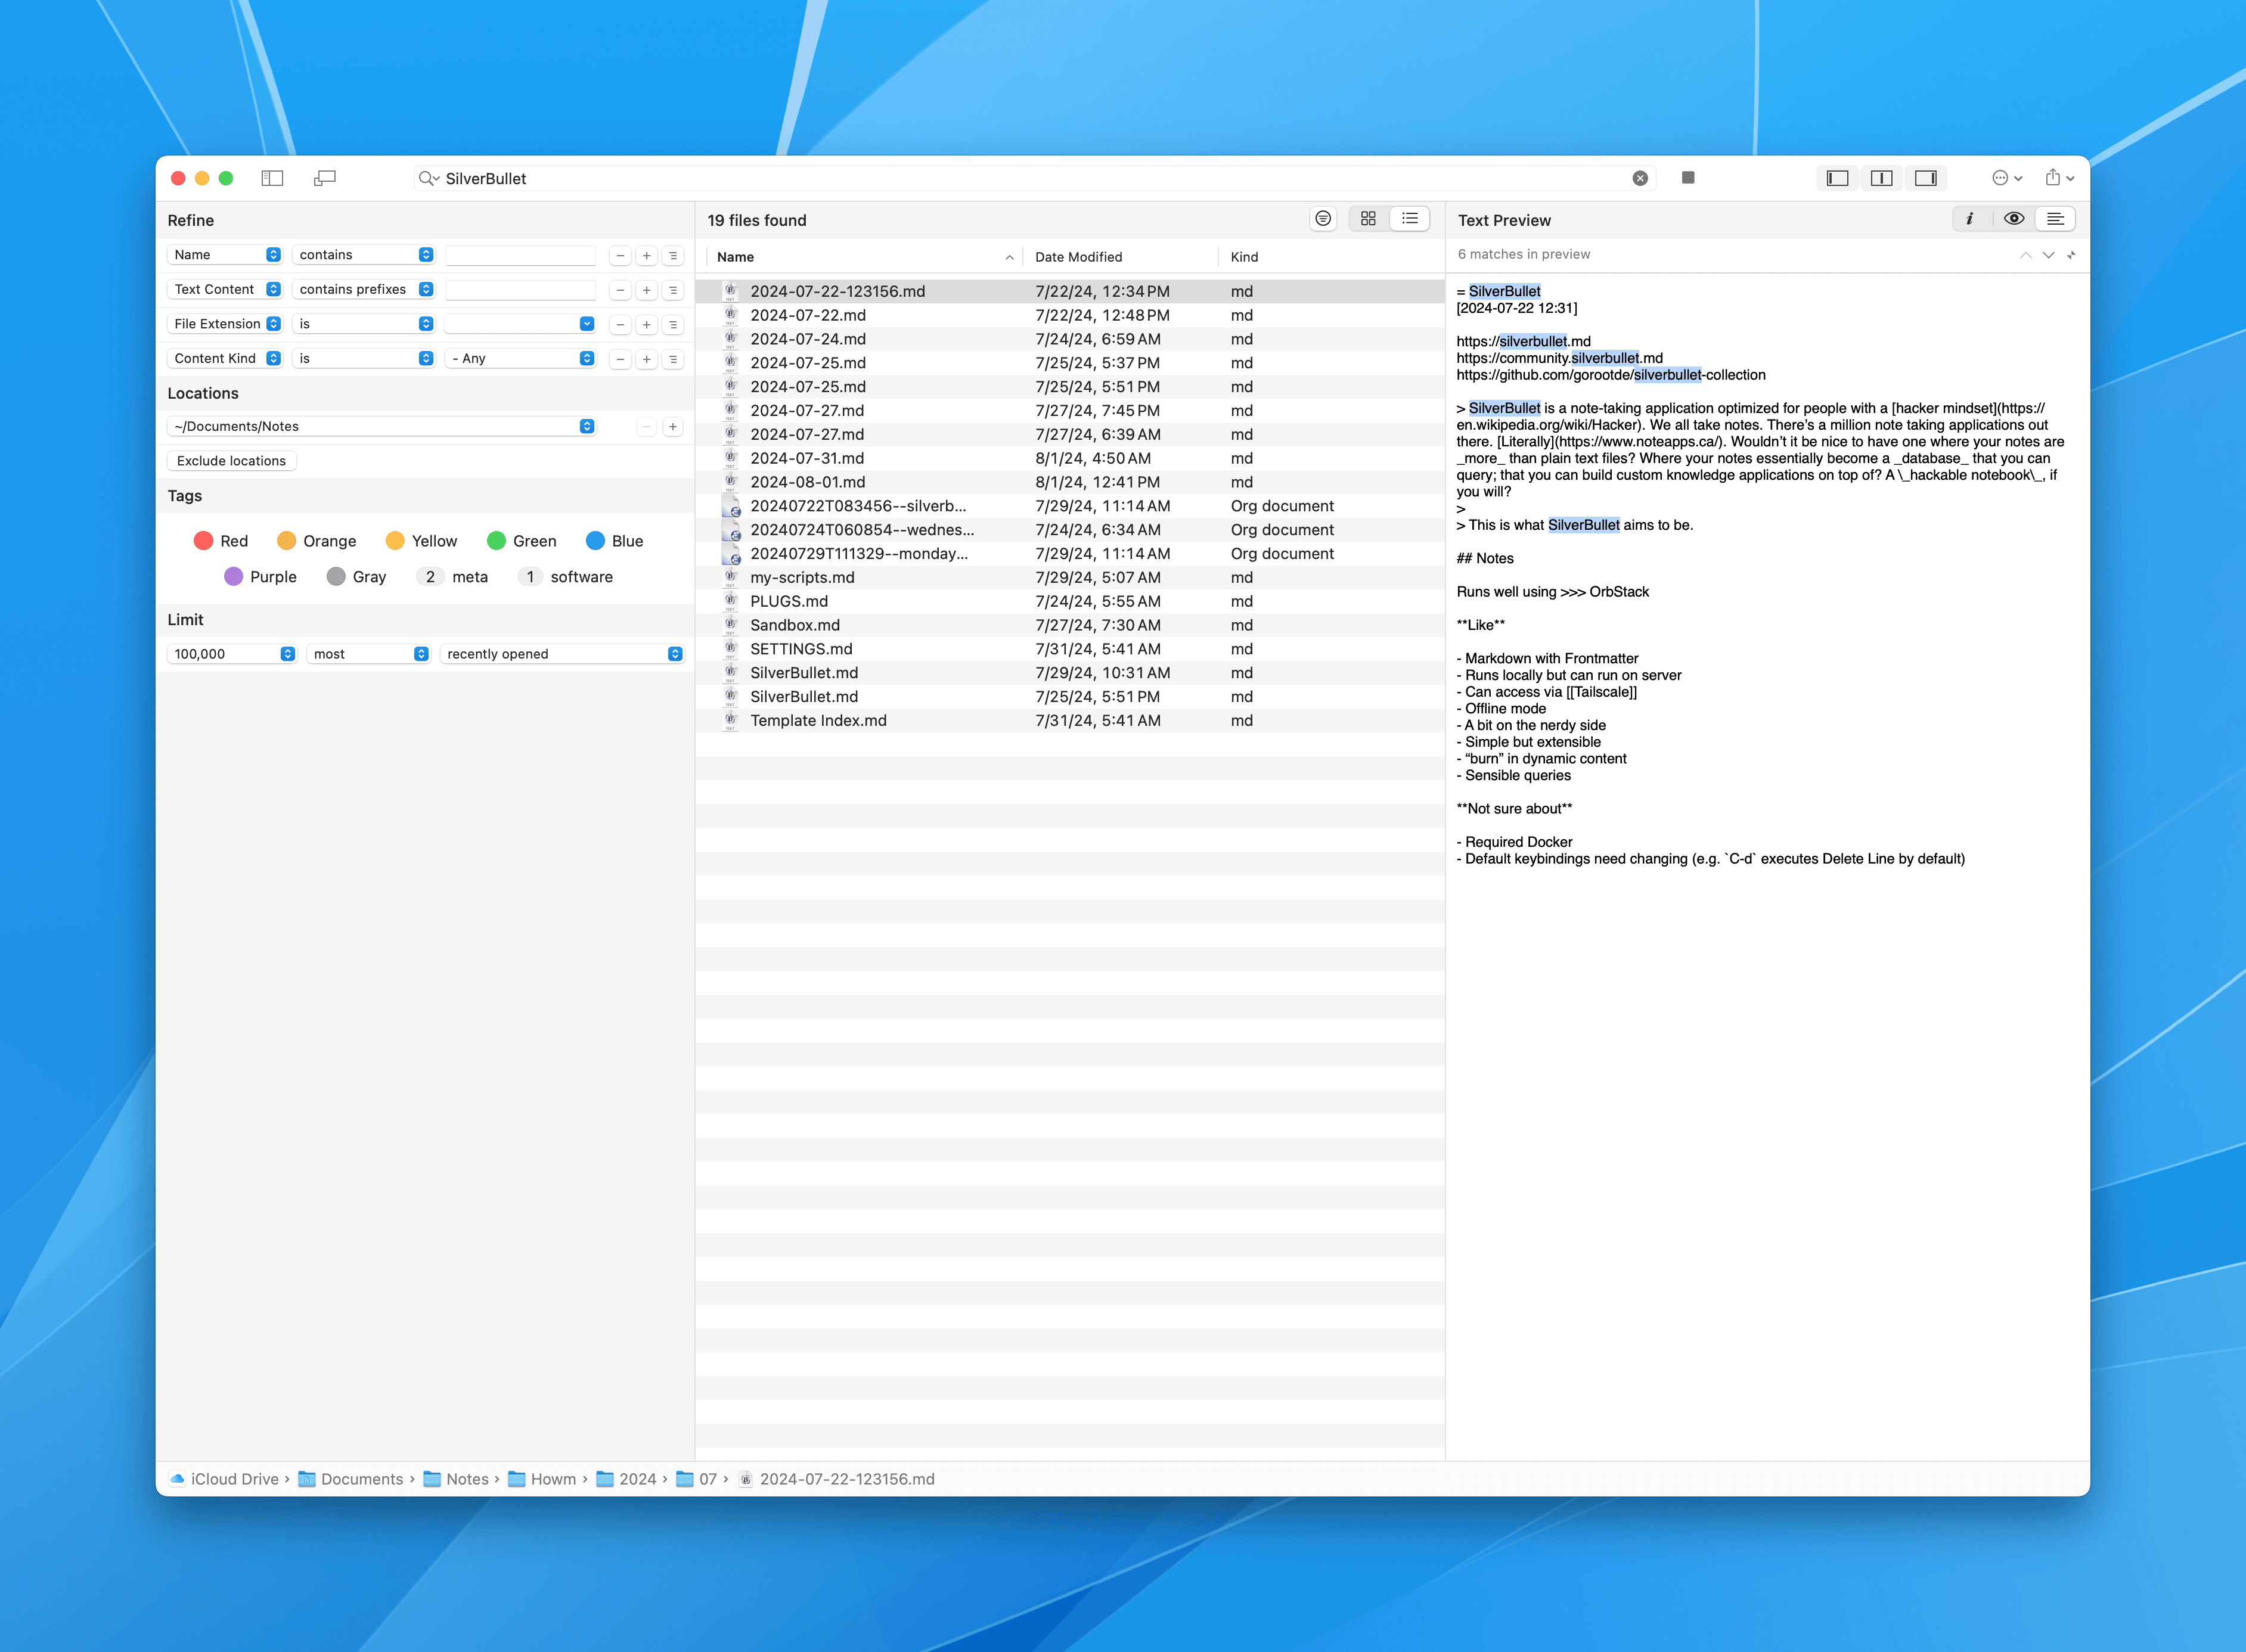 SilverBullet
Refine
Name contains
Text Content contains prefixes
File Extension is
Content Kind is - Any
Locations
~/Documents/Notes
Exclude locations
Tags
Red Orange Yellow Green Blue
Purple Gray 2 meta 1 software
Limit
100,000 most recently opened
19 files found
Name Date Modified Kind
2024-07-22-123156.md 7/22/24, 12:34 PM md
2024-07-22.md 7/22/24, 12:48 PM md
2024-07-24.md 7/24/24, 6:59 AM md
2024-07-25.md 7/25/24, 5:37 PM md
2024-07-25.md 7/25/24, 5:51 PM md
2024-07-27.md 7/27/24, 7:45 PM md
2024-07-27.md 7/27/24, 6:39 AM md
2024-07-31.md 8/1/24, 4:50 AM md
2024-08-01.md 8/1/24, 12:41 PM md
20240722T083456--silverb... 7/29/24, 11:14 AM Org document
20240724T060854--wednes... 7/24/24, 6:34 AM Org document
20240729T111329--monday... 7/29/24, 11:14 AM Org document
my-scripts.md 7/29/24, 5:07 AM md
PLUGS.md 7/24/24, 5:55 AM md
Sandbox.md 7/27/24, 7:30 AM md
SETTINGS.md 7/31/24, 5:41 AM md
SilverBullet.md 7/29/24, 10:31 AM md
SilverBullet.md 7/25/24, 5:51 PM md
Template Index.md 7/31/24, 5:41 AM md
Text Preview
6 matches in preview
= SilverBullet
[2024-07-22 12:31]
https://silverbullet.md
https://community.silverbullet.md
https://github.com/gorootde/silverbullet-collection
> SilverBullet is a note-taking application optimized for people with a [hacker mindset](https://
en.wikipedia.org/wiki/Hacker). We all take notes. There's a million note taking applications out
there. [Literally](https://www.noteapps.ca/). Wouldn't it be nice to have one where your notes are
_more_ than plain text files? Where your notes essentially become a _database_ that you can
query; that you can build custom knowledge applications on top of? A \_hackable notebook\_, if
you will?
>
> This is what SilverBullet aims to be.
## Notes
Runs well using >>> OrbStack
**Like**
- Markdown with Frontmatter
- Runs locally but can run on server
- Can access via [[Tailscale]]
- Offline mode
- A bit on the nerdy side
- Simple but extensible
- “burn” in dynamic content
- Sensible queries
**Not sure about**
- Required Docker
- Default keybindings need changing (e.g. `C-d` executes Delete Line by default)
iCloud Drive › Documents › Notes › Howm › 2024 › 07 › 2024-07-22-123156.md